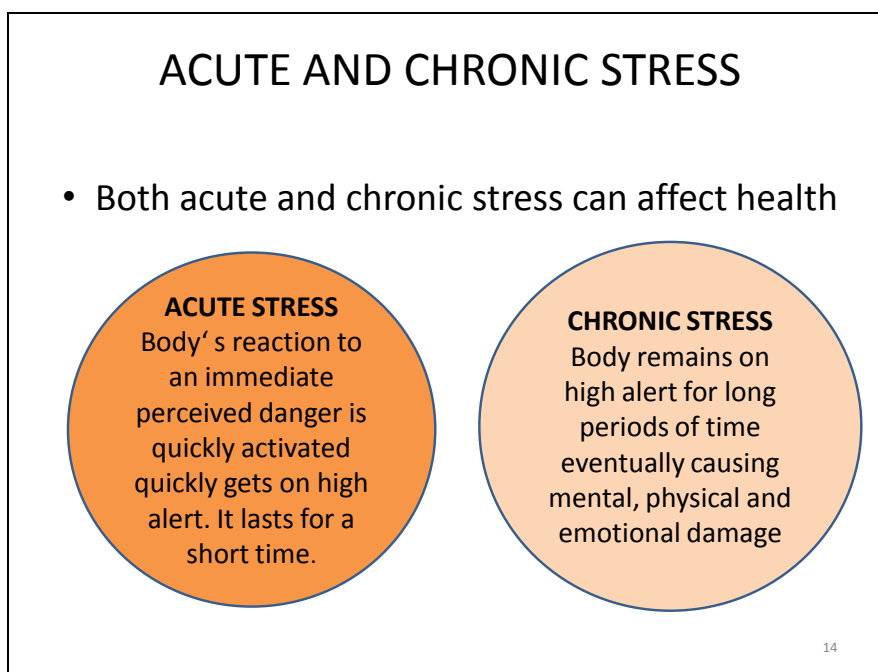 ACUTE AND CHRONIC STRESS
• Both acute and chronic stress can affect health
ACUTE STRESS
Body‘ s reaction to
an immediate
perceived danger is
quickly activated
quickly gets on high
alert. It lasts for a
short time.
CHRONIC STRESS
Body remains on
high alert for long
periods of time
eventually causing
mental, physical and
emotional damage
14